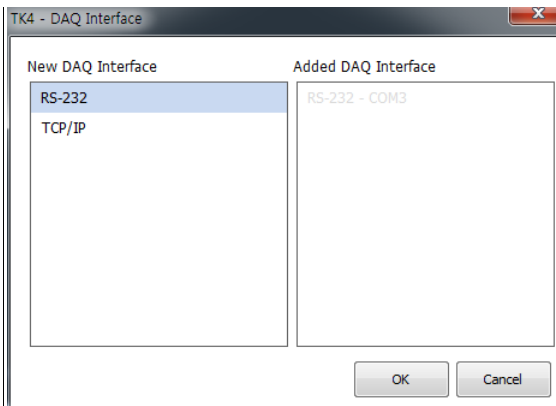 TK4 - DAQ Interface
New DAQ Interface
Added DAQ Interface
RS-232
TCP/IP
RS-232 - COM3
OK
Cancel